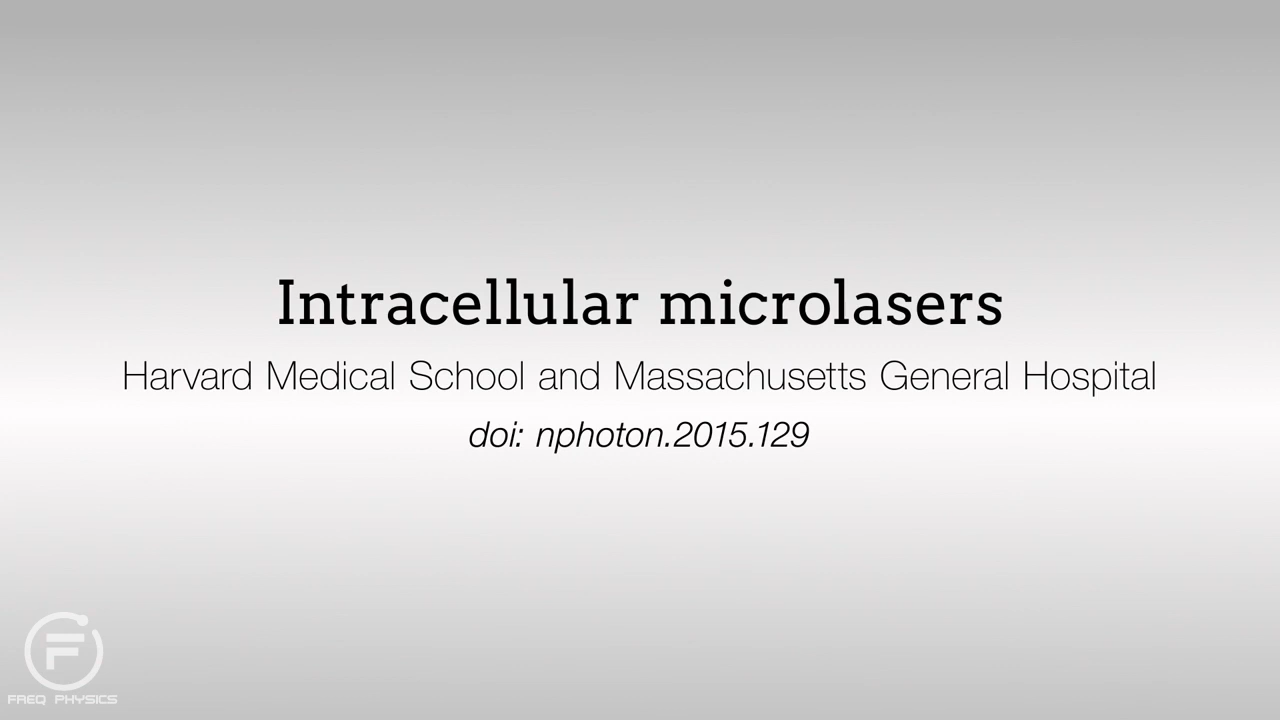 Intracellular microlasers
Harvard Medical School and Massachusetts General Hospital
doi: nphoton.2015.129
F
FREQ PHYSICS